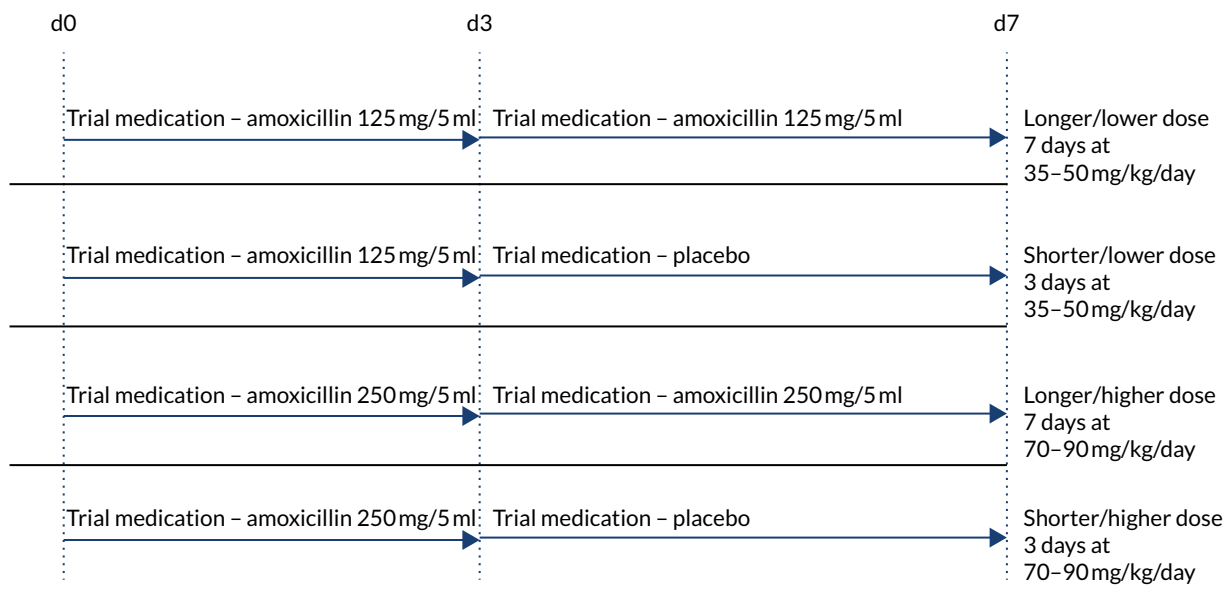 d0 d3 d7
Trial medication – amoxicillin 125 mg/5 ml Trial medication – amoxicillin 125 mg/5 ml
Longer/lower dose
7 days at
35–50 mg/kg/day
Trial medication – amoxicillin 125 mg/5 ml Trial medication – placebo
Shorter/lower dose
3 days at
35–50 mg/kg/day
Trial medication – amoxicillin 250 mg/5 ml Trial medication – amoxicillin 250 mg/5 ml
Longer/higher dose
7 days at
70–90 mg/kg/day
Trial medication – amoxicillin 250 mg/5 ml Trial medication – placebo
Shorter/higher dose
3 days at
70–90 mg/kg/day